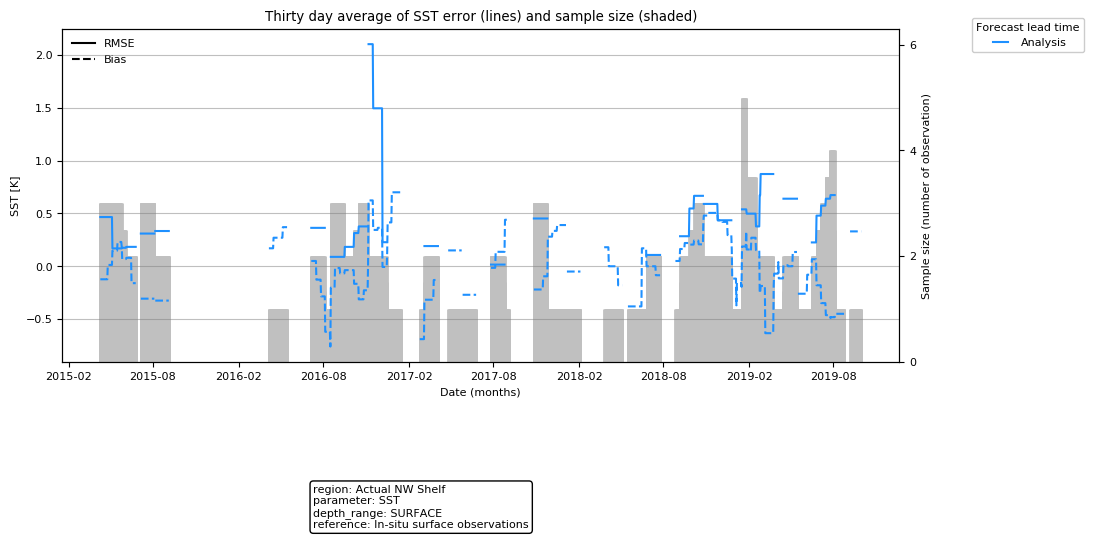 Thirty day average of SST error (lines) and sample size (shaded)
RMSE
Bias
Forecast lead time
Analysis
SST [K]
2.0
1.5
1.0
0.5
0.0
−0.5
6
4
2
0
Sample size (number of observation)
2015-02
2015-08
2016-02
2016-08
2017-02
2017-08
2018-02
2018-08
2019-02
2019-08
Date (months)
region: Actual NW Shelf
parameter: SST
depth_range: SURFACE
reference: In-situ surface observations